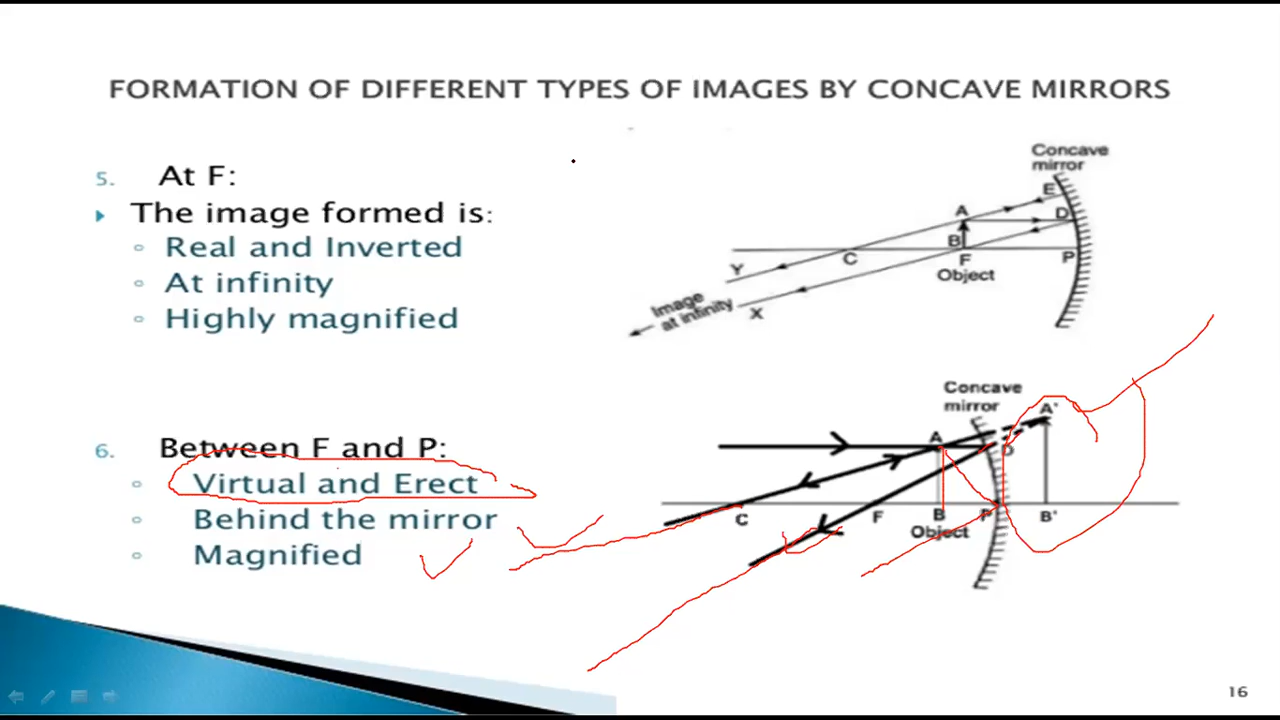 FORMATION OF DIFFERENT TYPES OF IMAGES BY CONCAVE MIRRORS
5. At F:
The image formed is:
Real and Inverted
At infinity
Highly magnified
Concave
mirror
E
A
D
B
Y
C
F
P
Object
Image
at infinity
X
6. Between F and P:
Virtual and Erect
Behind the mirror
Magnified
Concave
mirror
A'
A
D
C
F
B
P
B'
Object
16